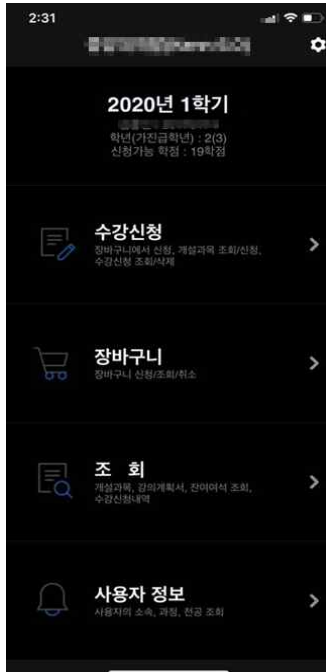 2:31
2020년 1학기
학년(가진급학년) : 2(3)
신청가능 학점 : 19학점
수강신청
장바구니에서 신청, 개설과목 조회/신청,
수강신청 조회/삭제
장바구니
장바구니 신청/조회/취소
조 회
개설과목, 강의계획서, 잔여여석 조회,
수강신청내역
사용자 정보
사용자의 소속, 과정, 전공 조회